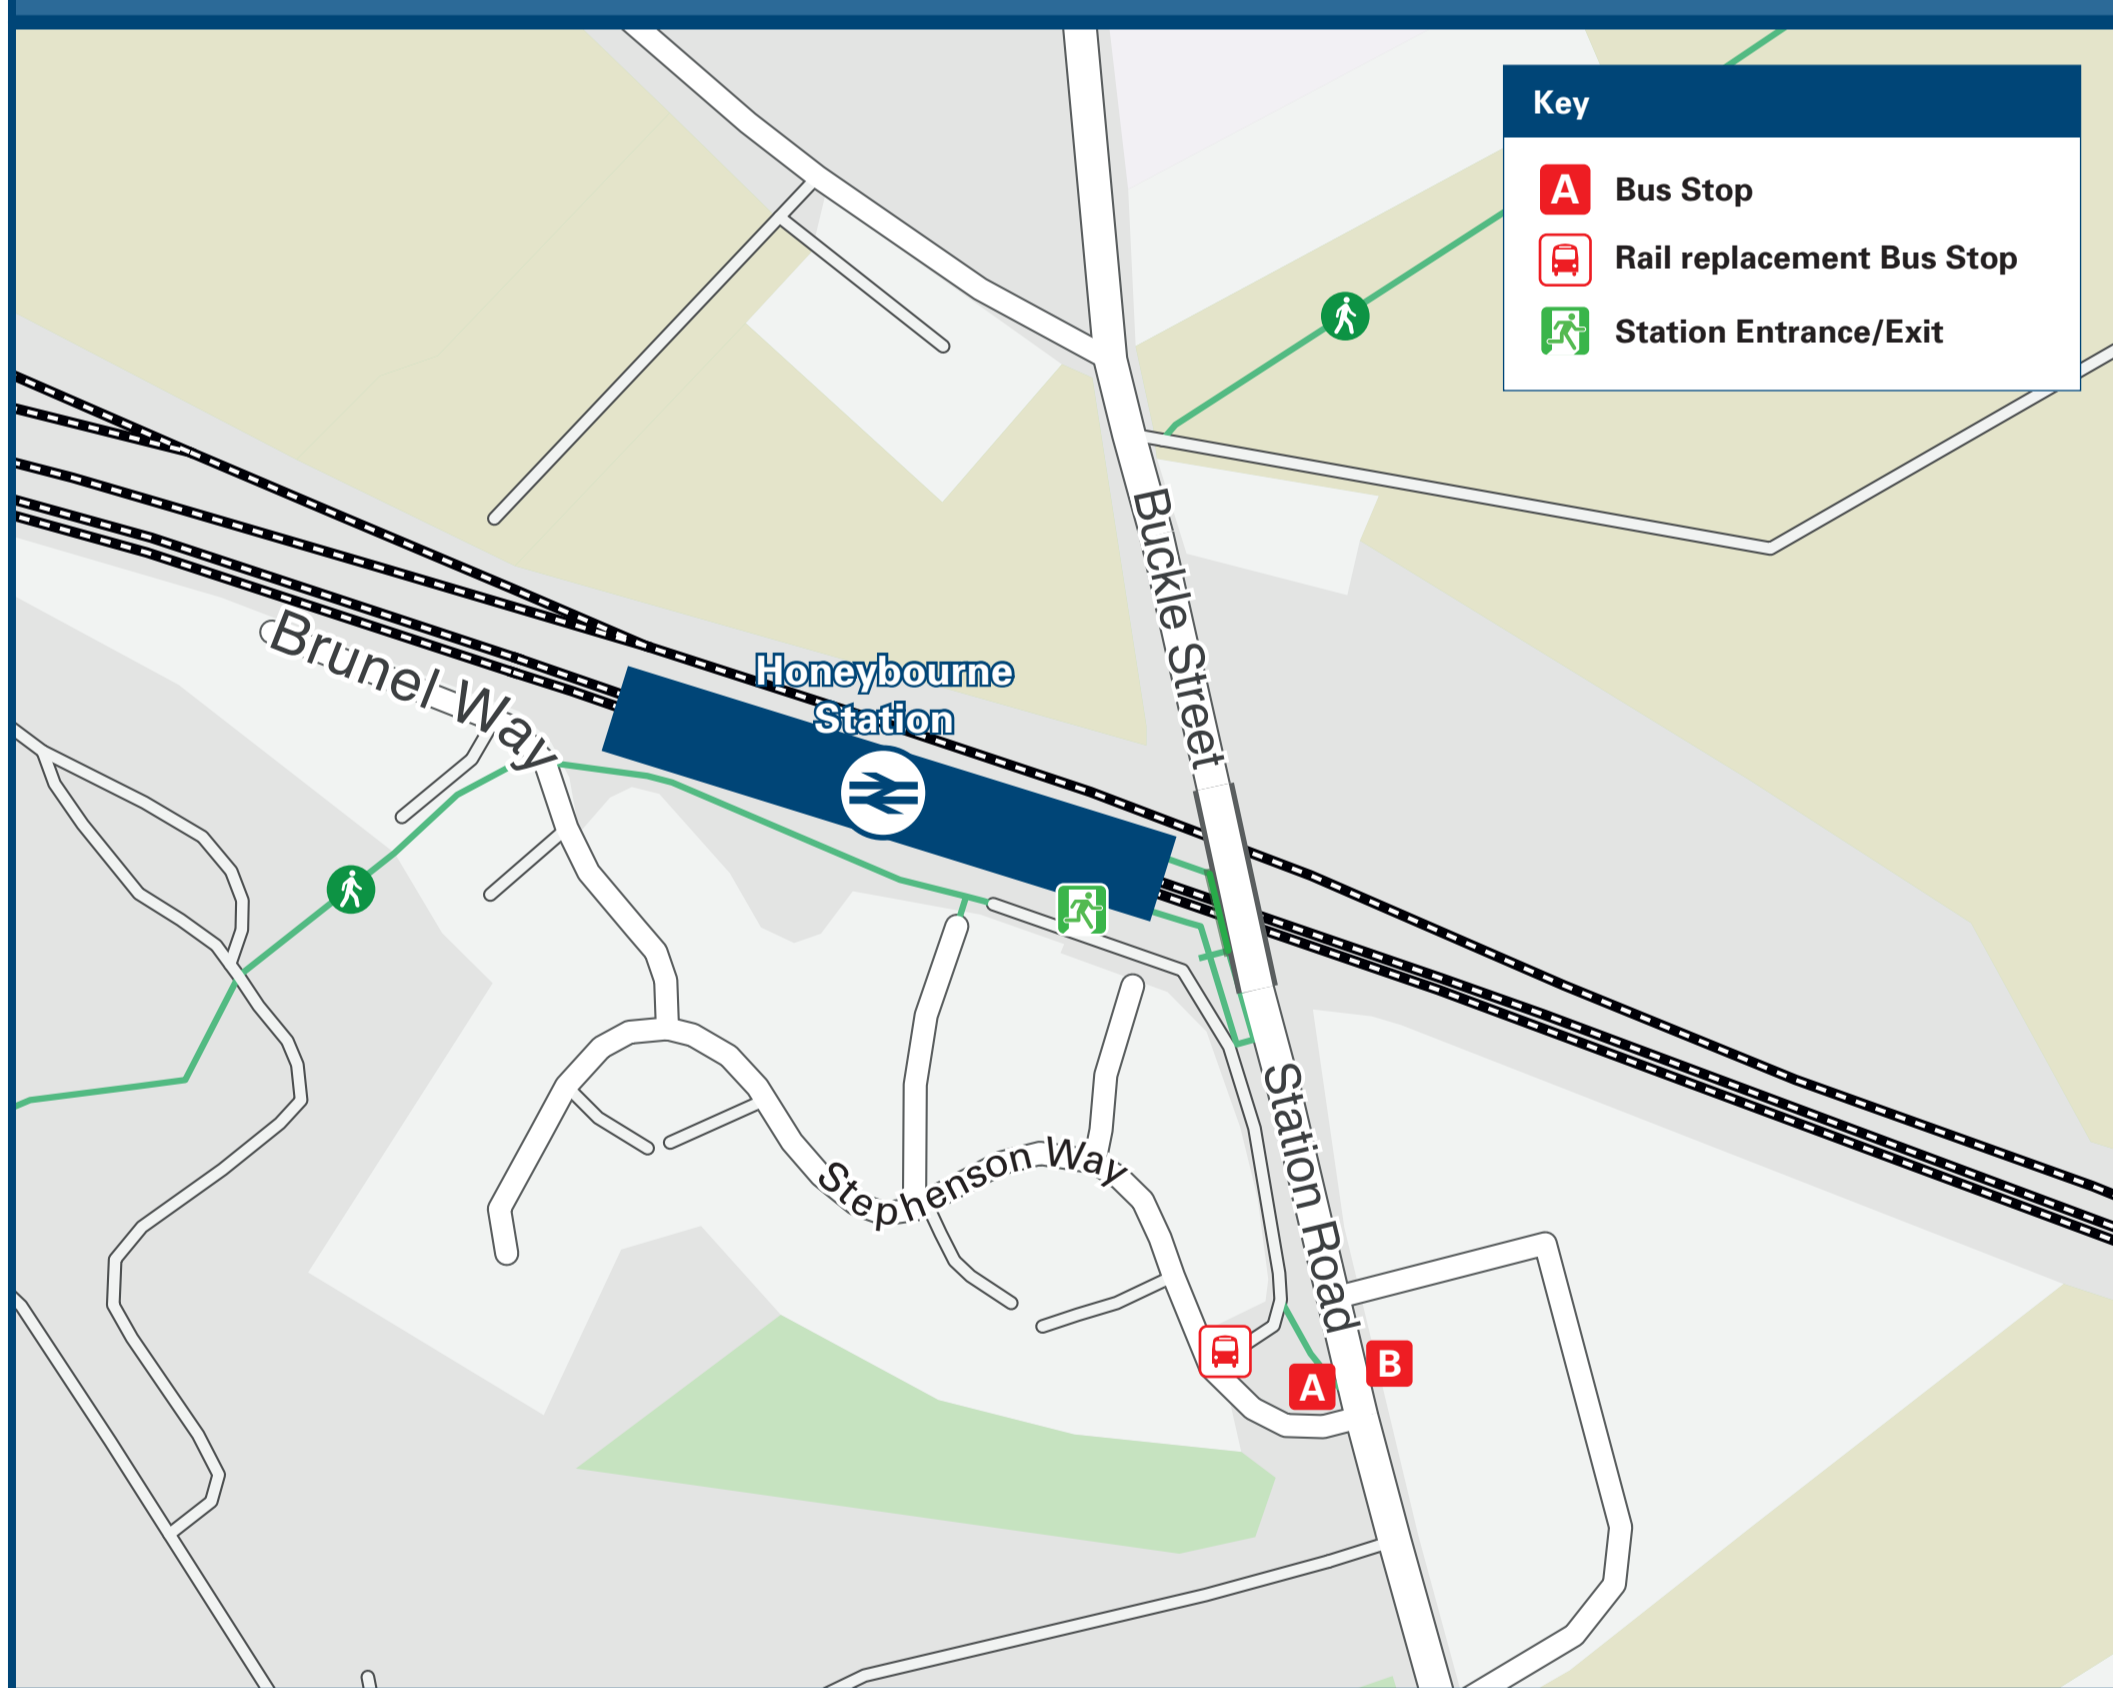 Key
A
Bus Stop
Rail replacement Bus Stop
Station Entrance/Exit
Buckle Street
Brunel Way
Honeybourne
Station
Station Road
Stephenson Way
A
B